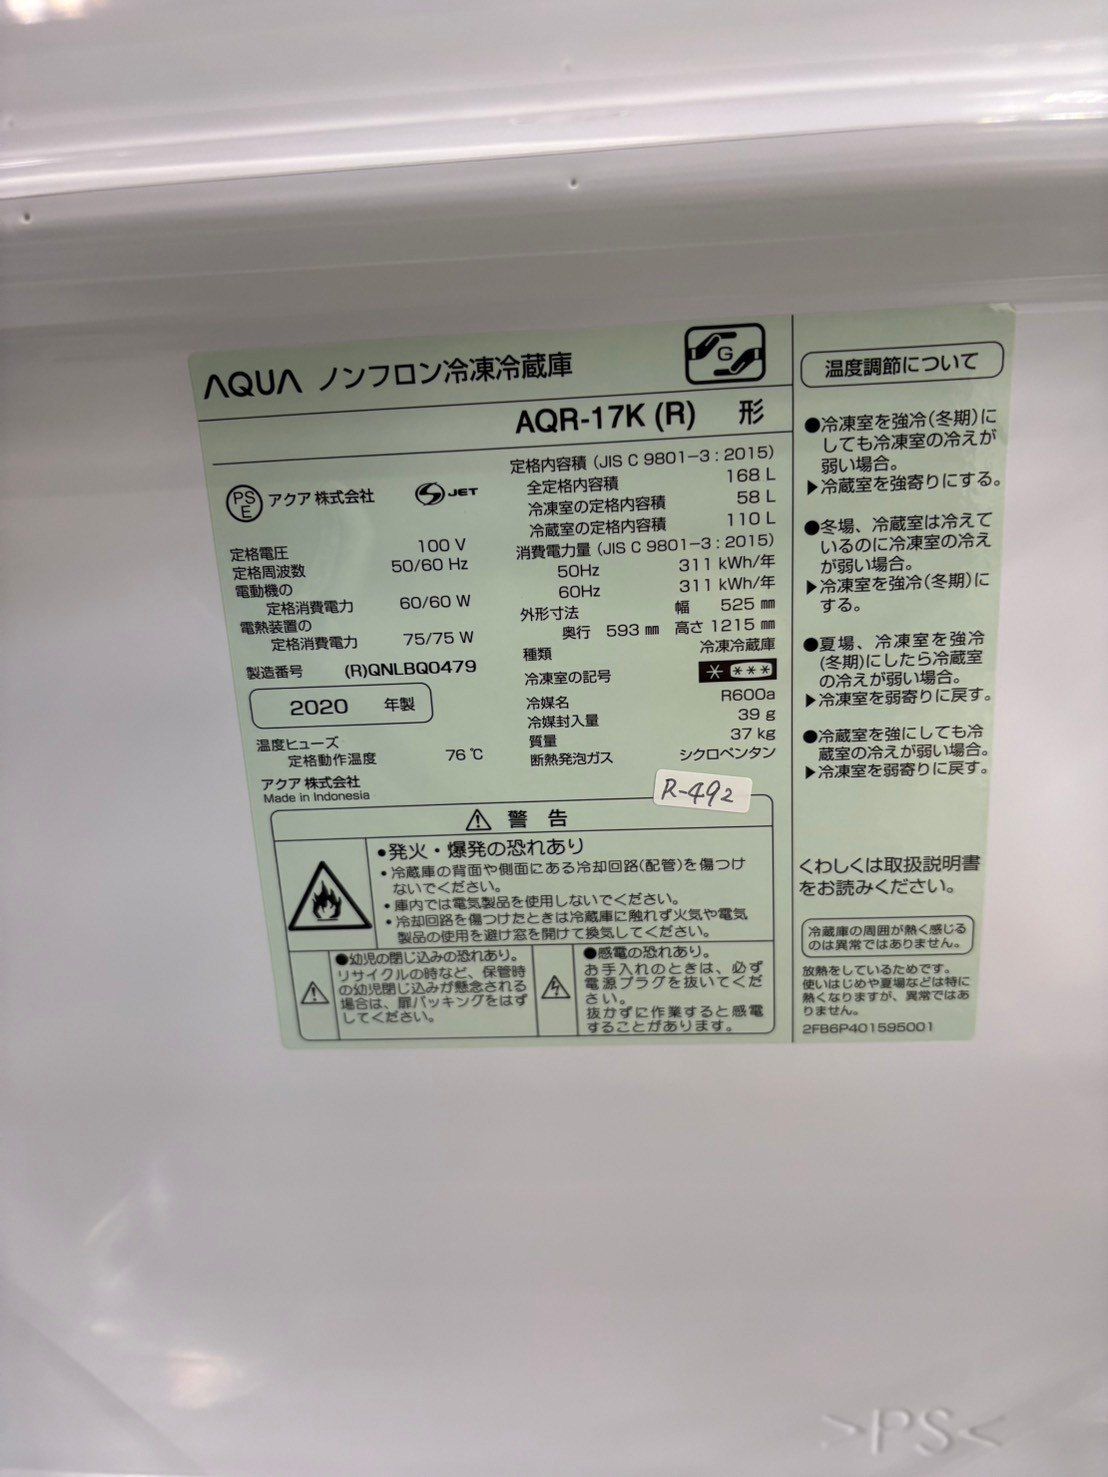 AQUA ノンフロン冷凍冷蔵庫
G
AQR-17K (R) 形
PS
E
アクア 株式会社
S JET
定格電圧 100 V
定格周波数 50/60 Hz
電動機の
定格消費電力 60/60 W
電熱装置の
定格消費電力 75/75 W
製造番号 (R)QNLBQ0479
2020 年製
温度ヒューズ
定格動作温度 76 ℃
アクア 株式会社
Made in Indonesia
定格内容積 (JIS C 9801-3 : 2015)
全定格内容積 168 L
冷凍室の定格内容積 58 L
冷蔵室の定格内容積 110 L
消費電力量 (JIS C 9801-3 : 2015)
50Hz 311 kWh/年
60Hz 311 kWh/年
外形寸法 幅 525 ㎜
奥行 593 ㎜ 高さ 1215 ㎜
種類 冷凍冷蔵庫
冷凍室の記号 * ***
冷媒名 R600a
冷媒封入量 39 g
質量 37 kg
断熱発泡ガス シクロペンタン
R-492
⚠ 警告
●発火・爆発の恐れあり
・冷蔵庫の背面や側面にある冷却回路(配管)を傷つけ
ないでください。
・庫内では電気製品を使用しないでください。
・冷却回路を傷つけたときは冷蔵庫に触れず火気や電気
製品の使用を避け窓を開けて換気してください。
●幼児の閉じ込みの恐れあり。
リサイクルの時など、保管時
の幼児閉じ込みが懸念される
場合は、扉パッキングをはず
してください。
●感電の恐れあり。
お手入れのときは、必ず
電源プラグを抜いてくだ
さい。
抜かずに作業すると感電
することがあります。
温度調節について
●冷凍室を強冷(冬期)に
しても冷凍室の冷えが
弱い場合。
▶冷蔵室を強寄りにする。
●冬場、冷蔵室は冷えて
いるのに冷凍室の冷え
が弱い場合。
▶冷凍室を強冷(冬期)に
する。
●夏場、冷凍室を強冷
(冬期)にしたら冷蔵室
の冷えが弱い場合。
▶冷凍室を弱寄りに戻す。
●冷蔵室を強にしても冷
蔵室の冷えが弱い場合。
▶冷凍室を弱寄りに戻す。
くわしくは取扱説明書
をお読みください。
冷蔵庫の周囲が熱く感じる
のは異常ではありません。
放熱をしているためです。
使いはじめや夏場などは特に
熱くなりますが、異常ではあ
りません。
2FB6P401595001
>PS<